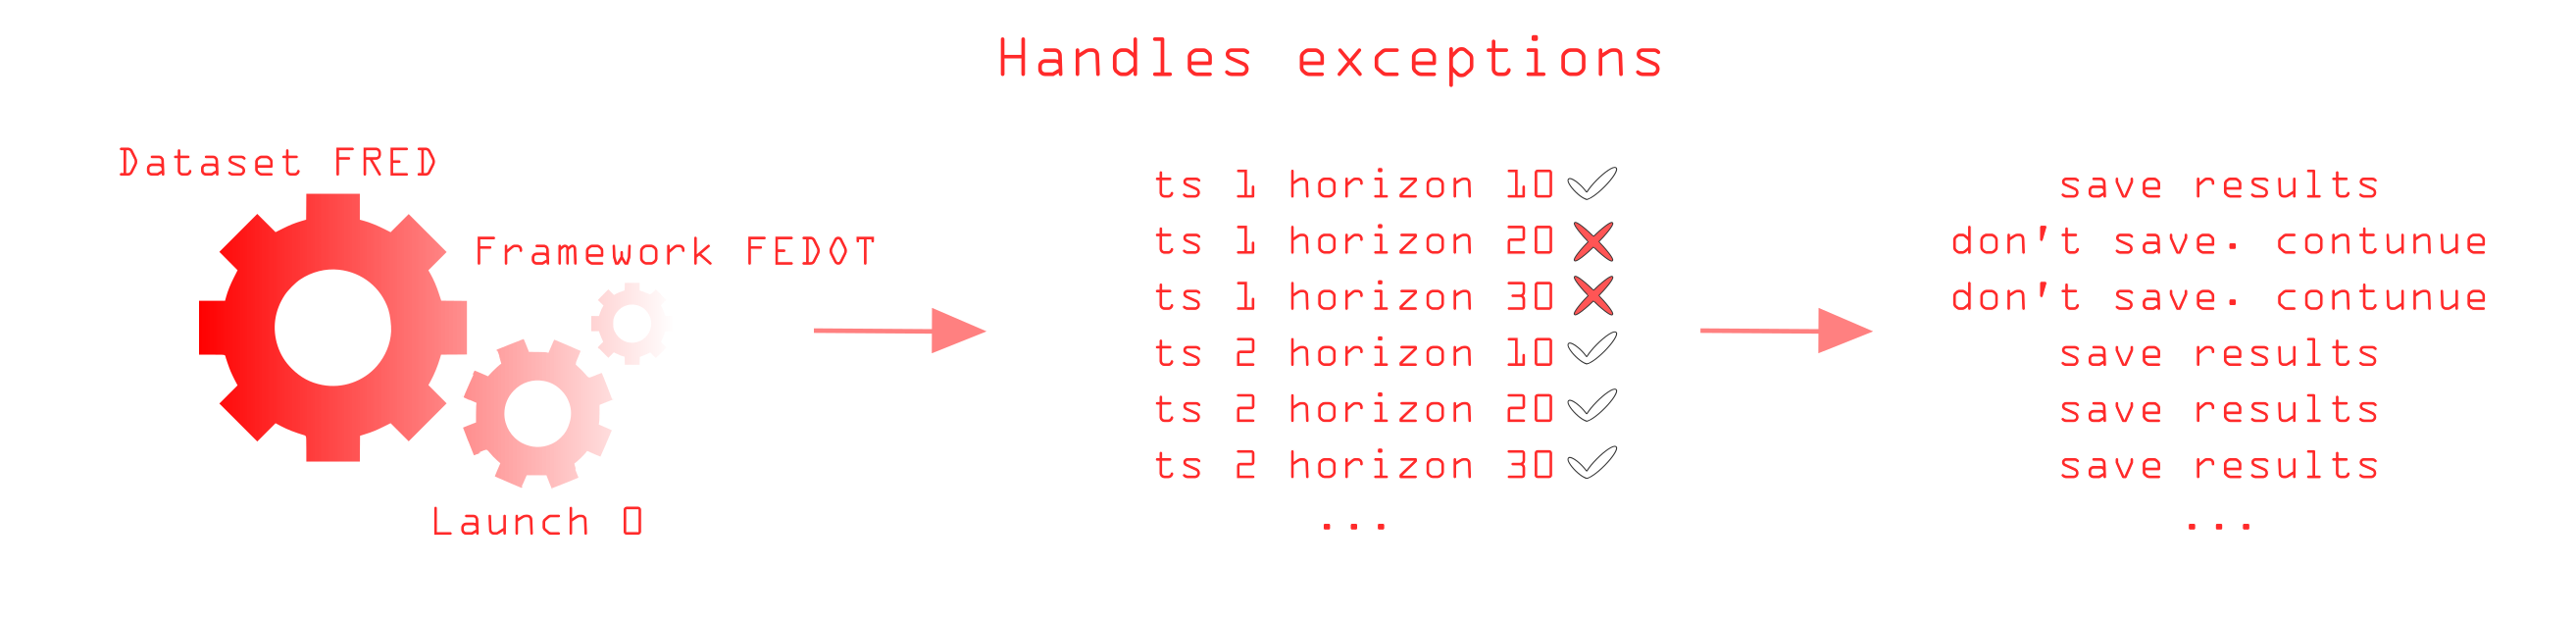 Handles exceptions
Dataset FRED
Framework FEDOT
Launch 0
ts 1 horizon 10
ts 1 horizon 20
ts 1 horizon 30
ts 2 horizon 10
ts 2 horizon 20
ts 2 horizon 30
...
save results
don't save. contunue
don't save. contunue
save results
save results
save results
...